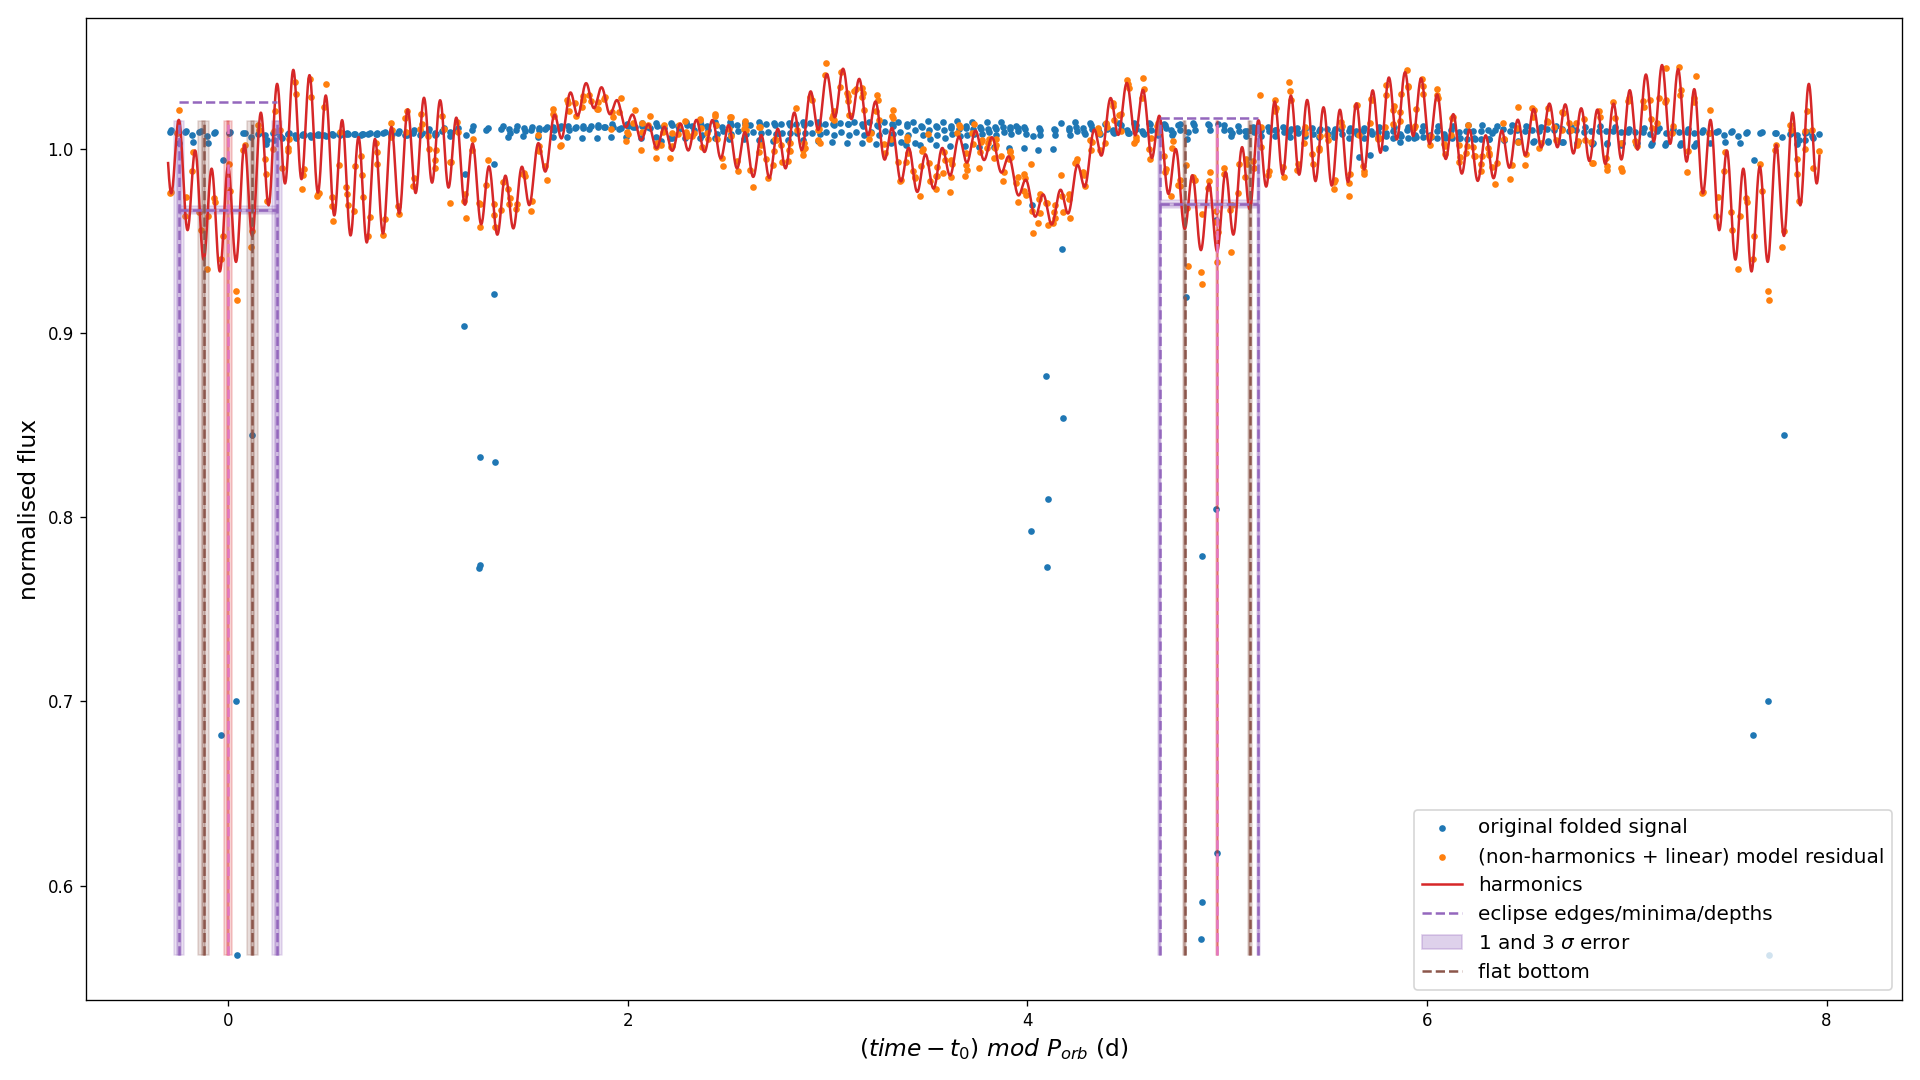 normalised flux
1.0
0.9
0.8
0.7
0.6
0
2
4
6
8
(time − t₀) mod Pₒᵣᵦ (d)
original folded signal
(non-harmonics + linear) model residual
harmonics
eclipse edges/minima/depths
1 and 3 σ error
flat bottom